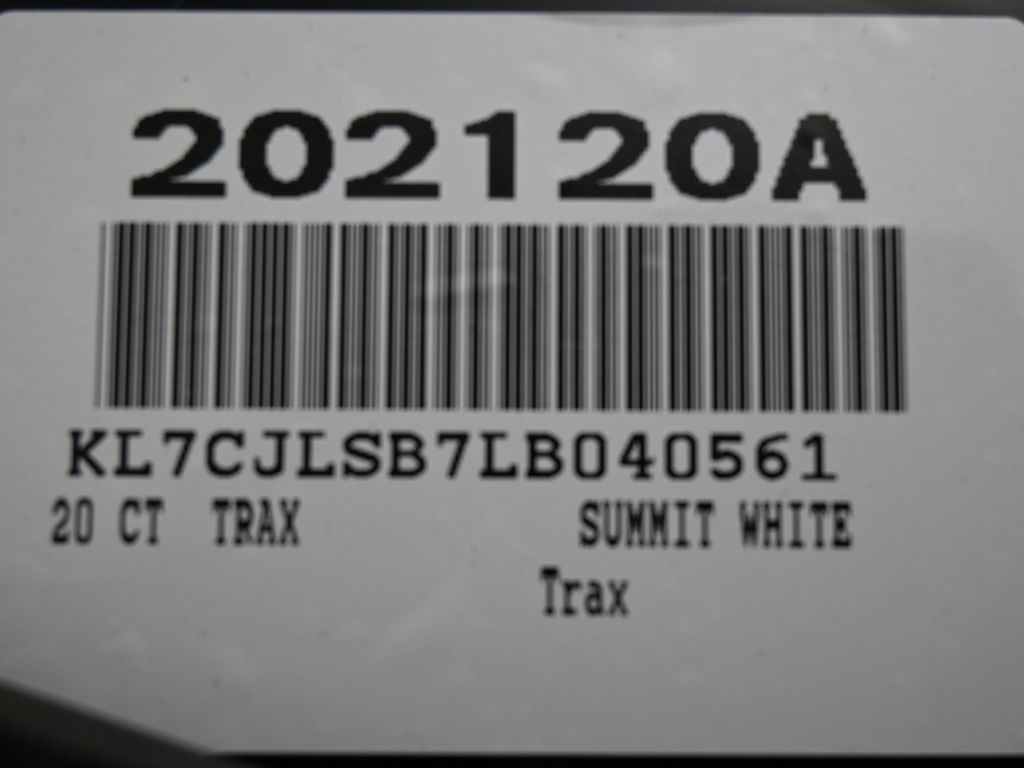 202120A
KL7CJLSB7LB040561
20 CT TRAX SUMMIT WHITE
Trax